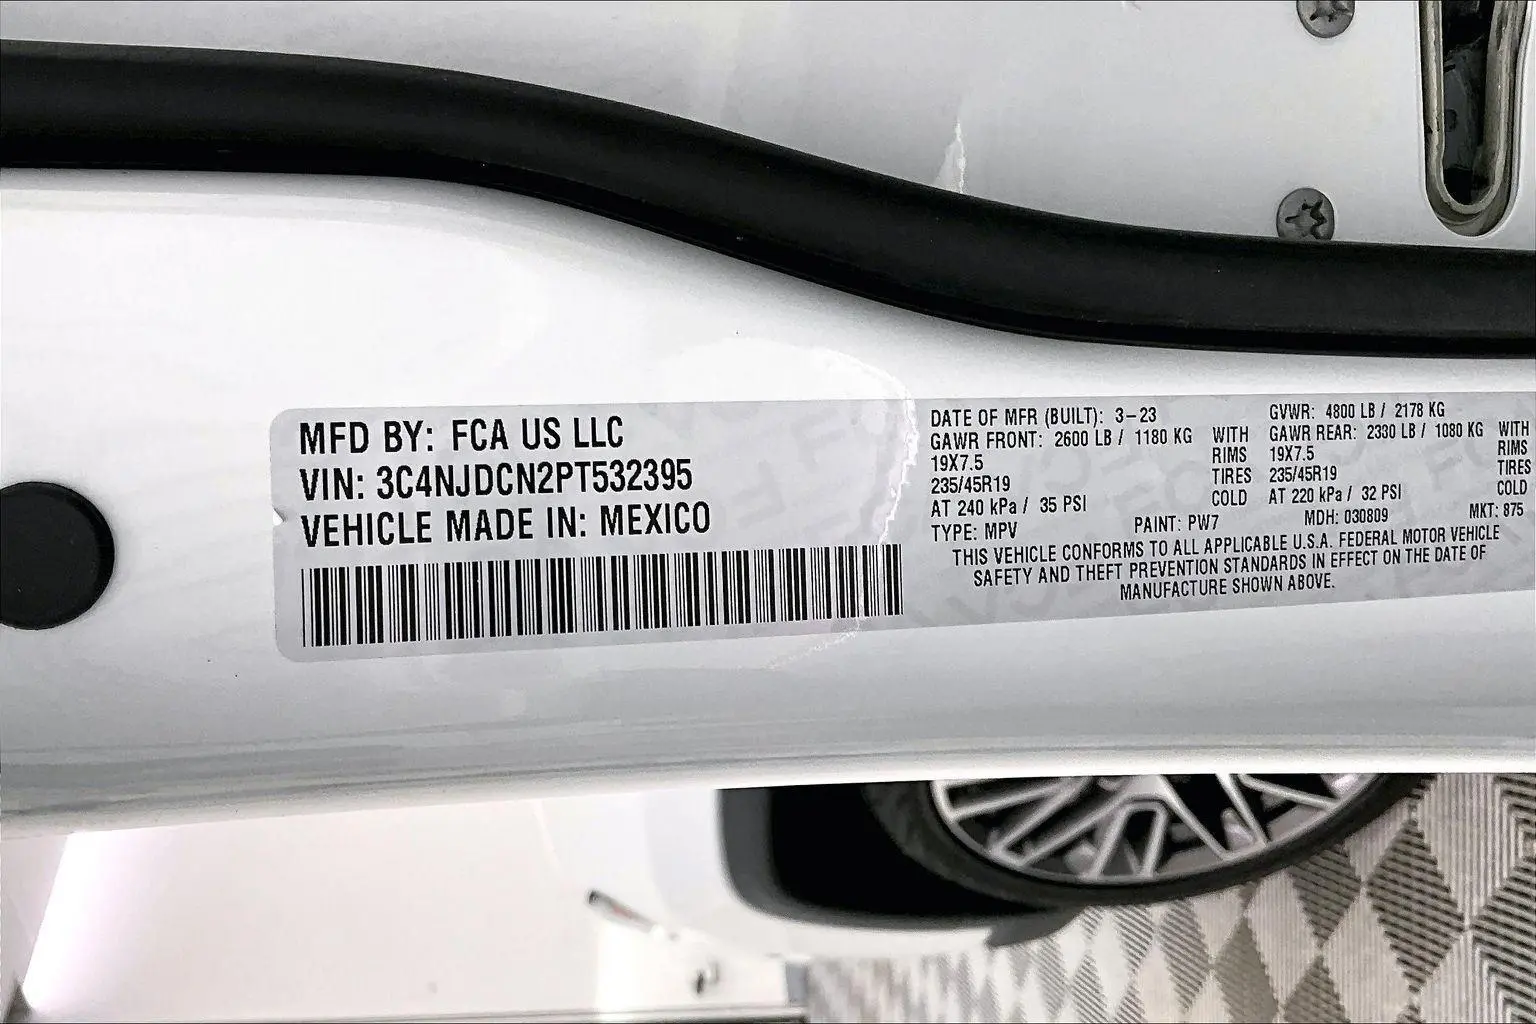 MFD BY: FCA US LLC
VIN: 3C4NJDCN2PT532395
VEHICLE MADE IN: MEXICO
DATE OF MFR (BUILT): 3-23
GVWR: 4800 LB / 2178 KG
GAWR FRONT: 2600 LB / 1180 KG WITH
GAWR REAR: 2330 LB / 1080 KG WITH
19X7.5 RIMS
19X7.5 RIMS
235/45R19 TIRES
235/45R19 TIRES
AT 240 kPa / 35 PSI COLD
AT 220 kPa / 32 PSI COLD
TYPE: MPV PAINT: PW7 MDH: 030809 MKT: 875
THIS VEHICLE CONFORMS TO ALL APPLICABLE U.S.A. FEDERAL MOTOR VEHICLE
SAFETY AND THEFT PREVENTION STANDARDS IN EFFECT ON THE DATE OF
MANUFACTURE SHOWN ABOVE.